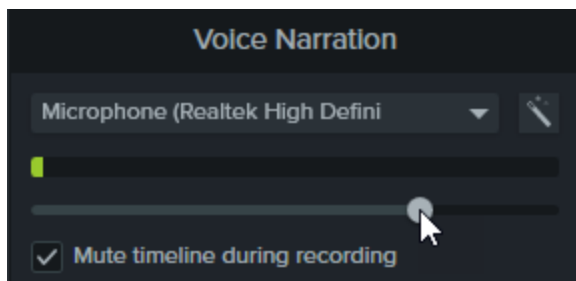 Voice Narration
Microphone (Realtek High Defini
Mute timeline during recording